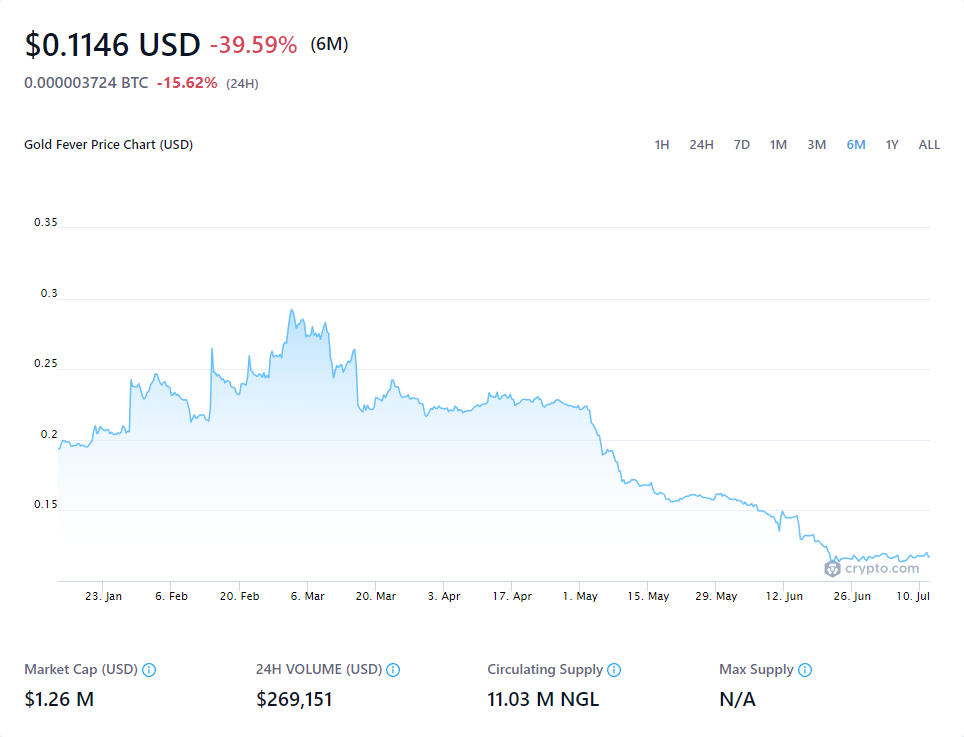 $0.1146 USD -39.59% (6M)
0.000003724 BTC -15.62% (24H)
Gold Fever Price Chart (USD) 1H 24H 7D 1M 3M 6M 1Y ALL
0.35
0.3
0.25
0.2
0.15
crypto.com
23. Jan 6. Feb 20. Feb 6. Mar 20. Mar 3. Apr 17. Apr 1. May 15. May 29. May 12. Jun 26. Jun 10. Jul
Market Cap (USD) 24H VOLUME (USD) Circulating Supply Max Supply
$1.26 M $269,151 11.03 M NGL N/A